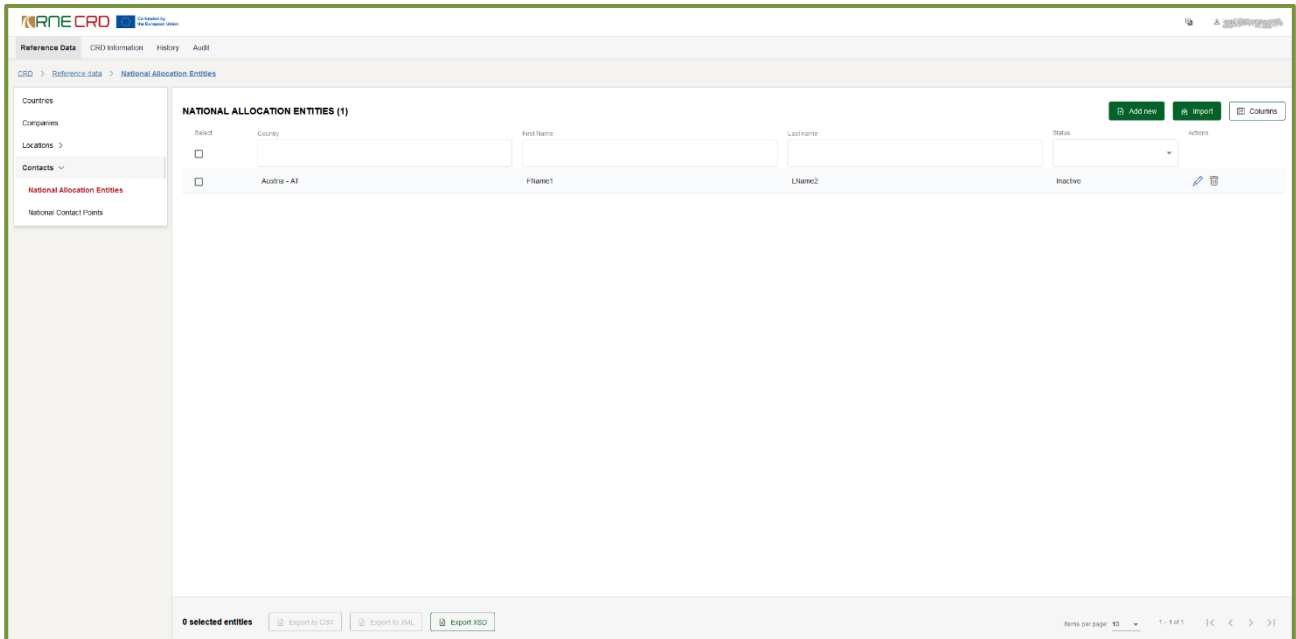 RNE CRD Co-funded by the European Union
Reference Data CRD Information History Audit
CRD > Reference data > National Allocation Entities
Countries
Companies
Locations >
Contacts
National Allocation Entities
National Contact Points
NATIONAL ALLOCATION ENTITIES (1)
Add new Import Columns
Select Country First Name Last name Status Actions
Austria - AT FName1 LName2 Inactive
0 selected entities Export to CSV Export to XML Export XSD
Items per page: 10 1 - 1 of 1